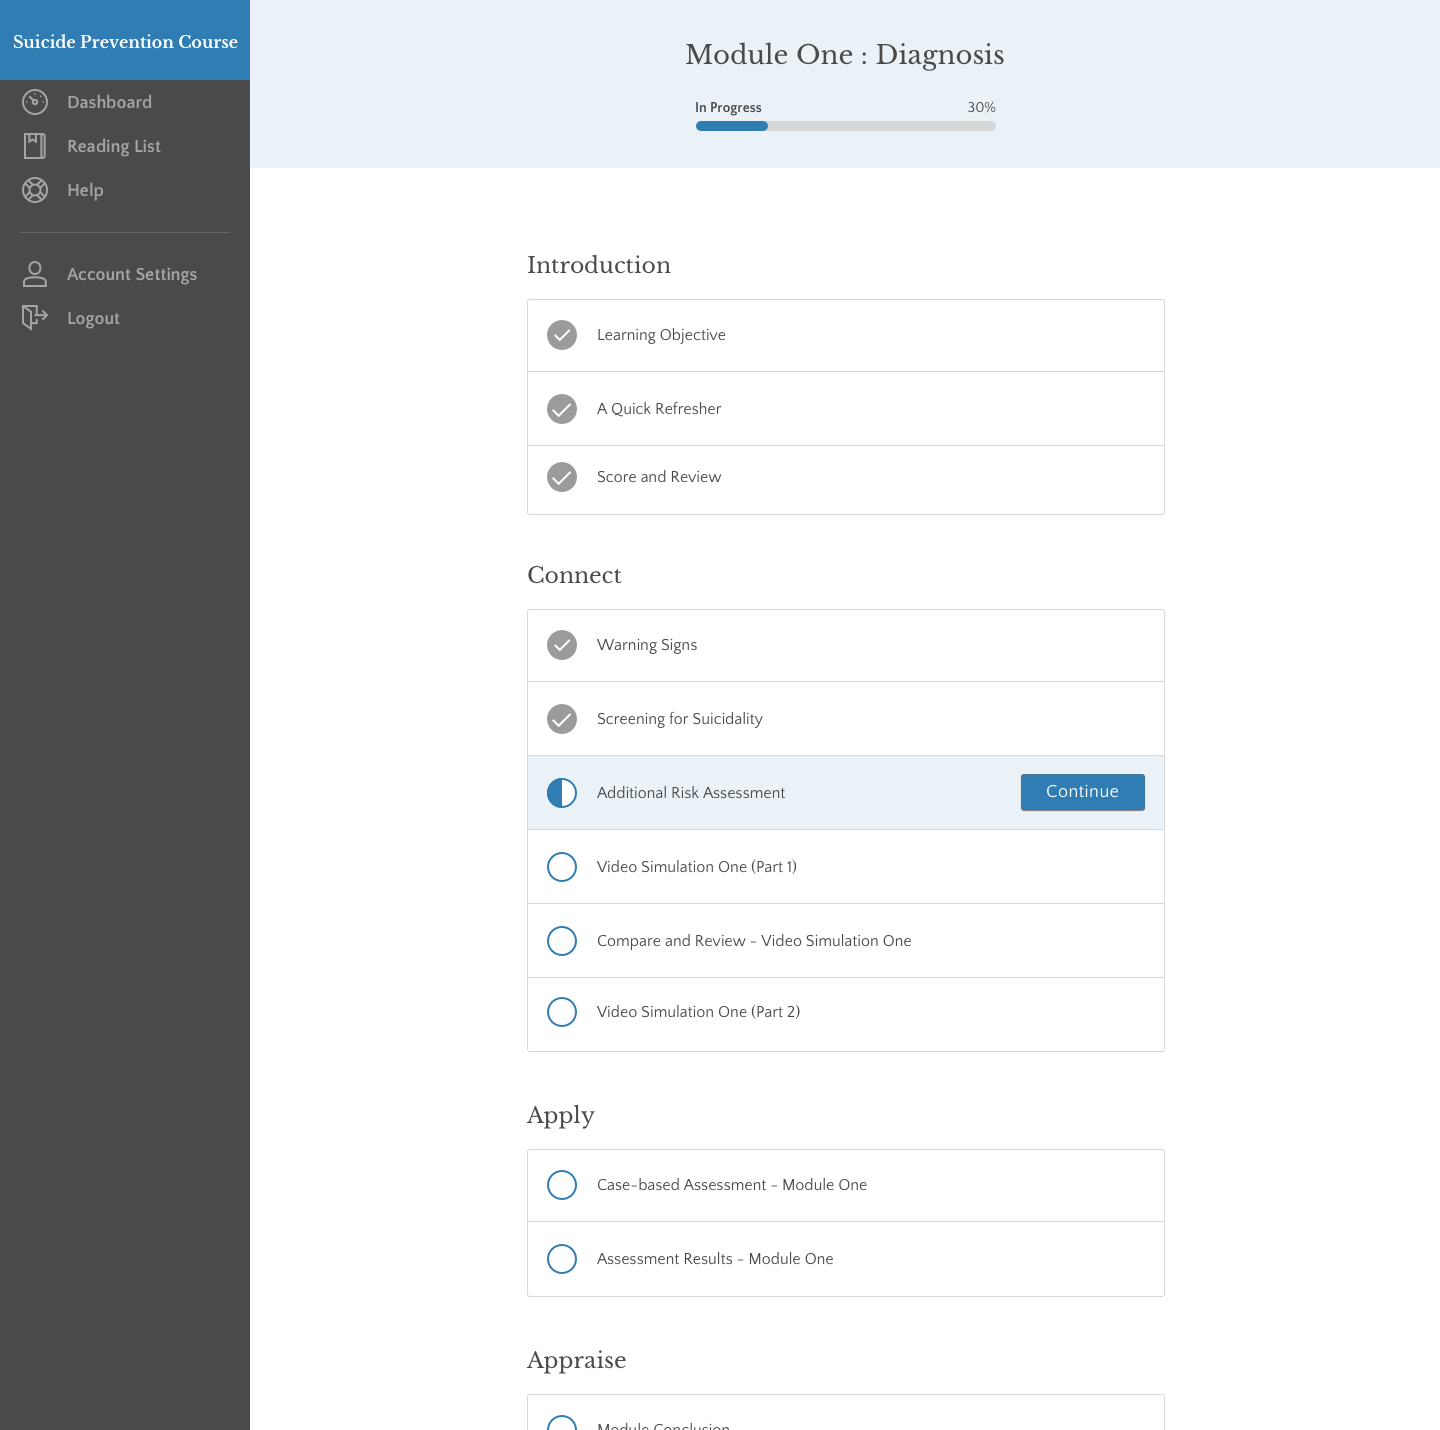 Suicide Prevention Course
Dashboard
Reading List
Help
Account Settings
Logout
Module One : Diagnosis
In Progress 30%
Introduction
Learning Objective
A Quick Refresher
Score and Review
Connect
Warning Signs
Screening for Suicidality
Additional Risk Assessment Continue
Video Simulation One (Part 1)
Compare and Review - Video Simulation One
Video Simulation One (Part 2)
Apply
Case-based Assessment - Module One
Assessment Results - Module One
Appraise
Module Conclusion